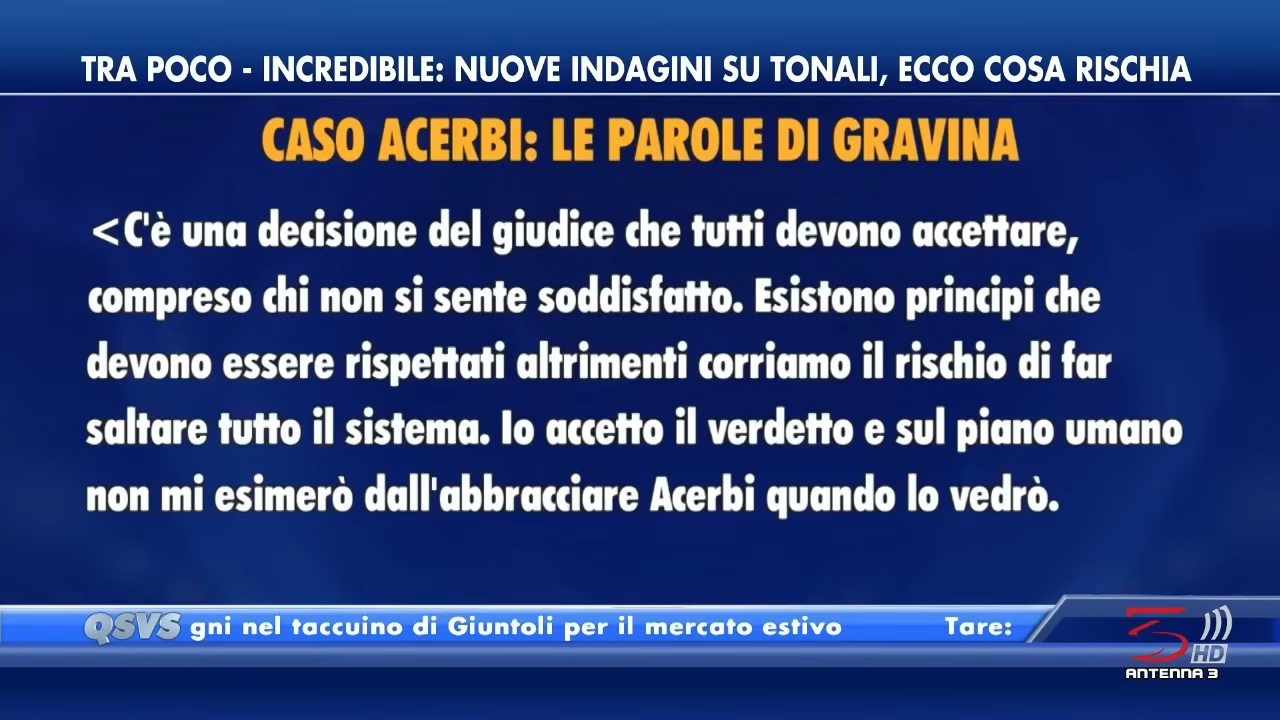 TRA POCO - INCREDIBILE: NUOVE INDAGINI SU TONALI, ECCO COSA RISCHIA
CASO ACERBI: LE PAROLE DI GRAVINA
<C'è una decisione del giudice che tutti devono accettare,
compreso chi non si sente soddisfatto. Esistono principi che
devono essere rispettati altrimenti corriamo il rischio di far
saltare tutto il sistema. Io accetto il verdetto e sul piano umano
non mi esimerò dall'abbracciare Acerbi quando lo vedrò.
QSVS gni nel taccuino di Giuntoli per il mercato estivo Tare:
3 HD
ANTENNA 3